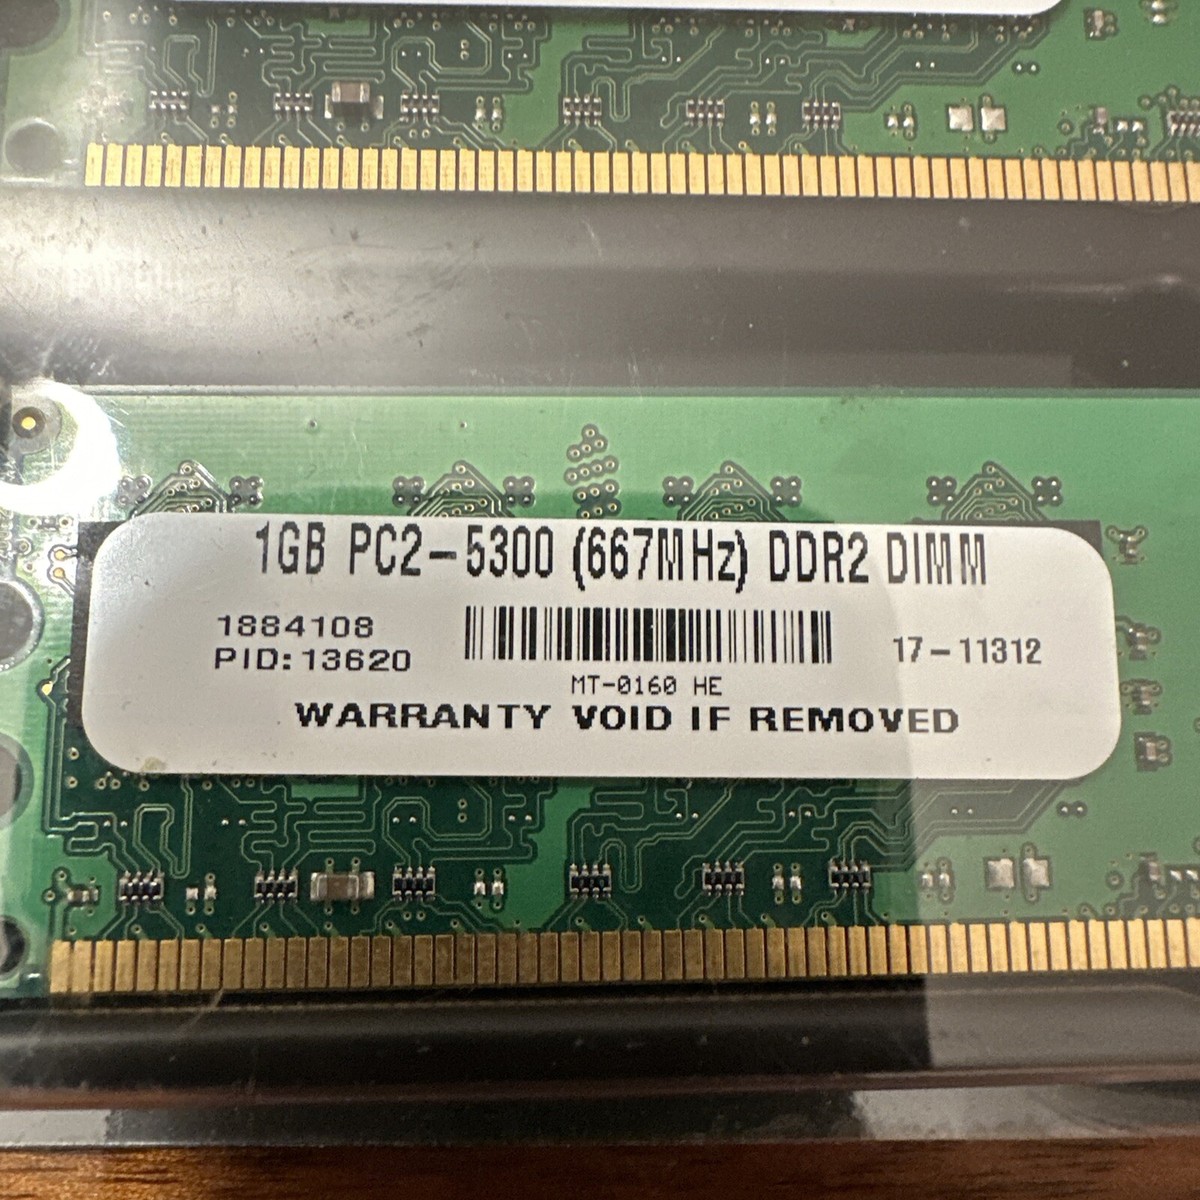 1GB PC2-5300 (667MHz) DDR2 DIMM
1884108
PID: 13620
17-11312
MT-0160 HE
WARRANTY VOID IF REMOVED